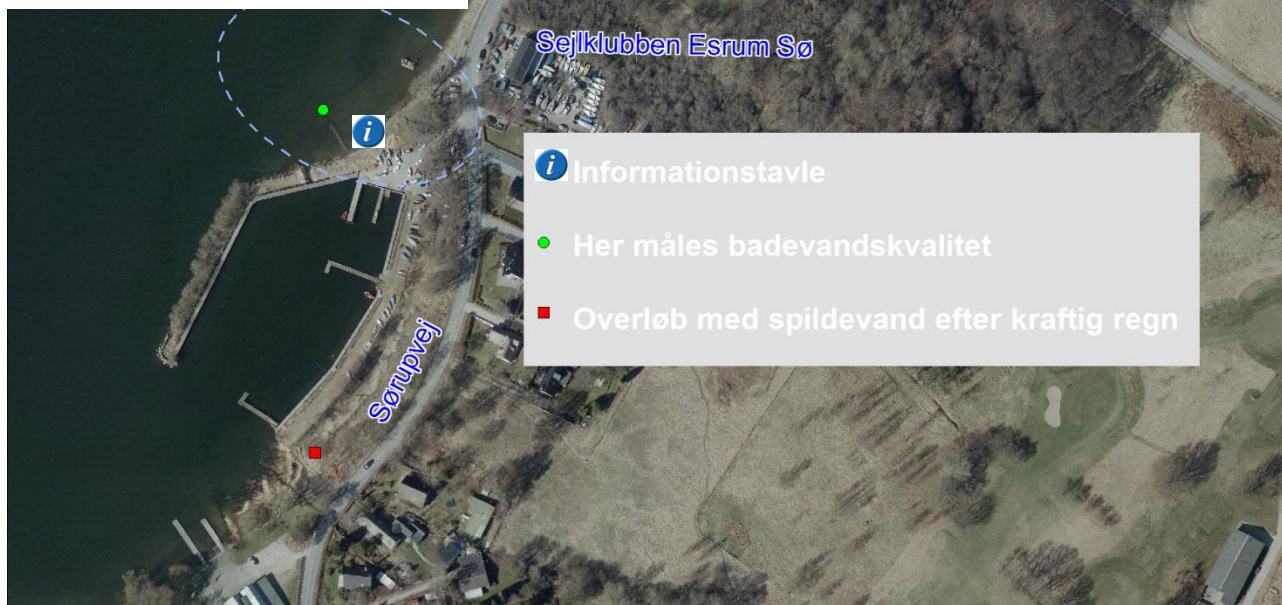 Sejlklubben Esrum Sø
i
i Informationstavle
Her måles badevandskvalitet
Overløb med spildevand efter kraftig regn
Sørupvej